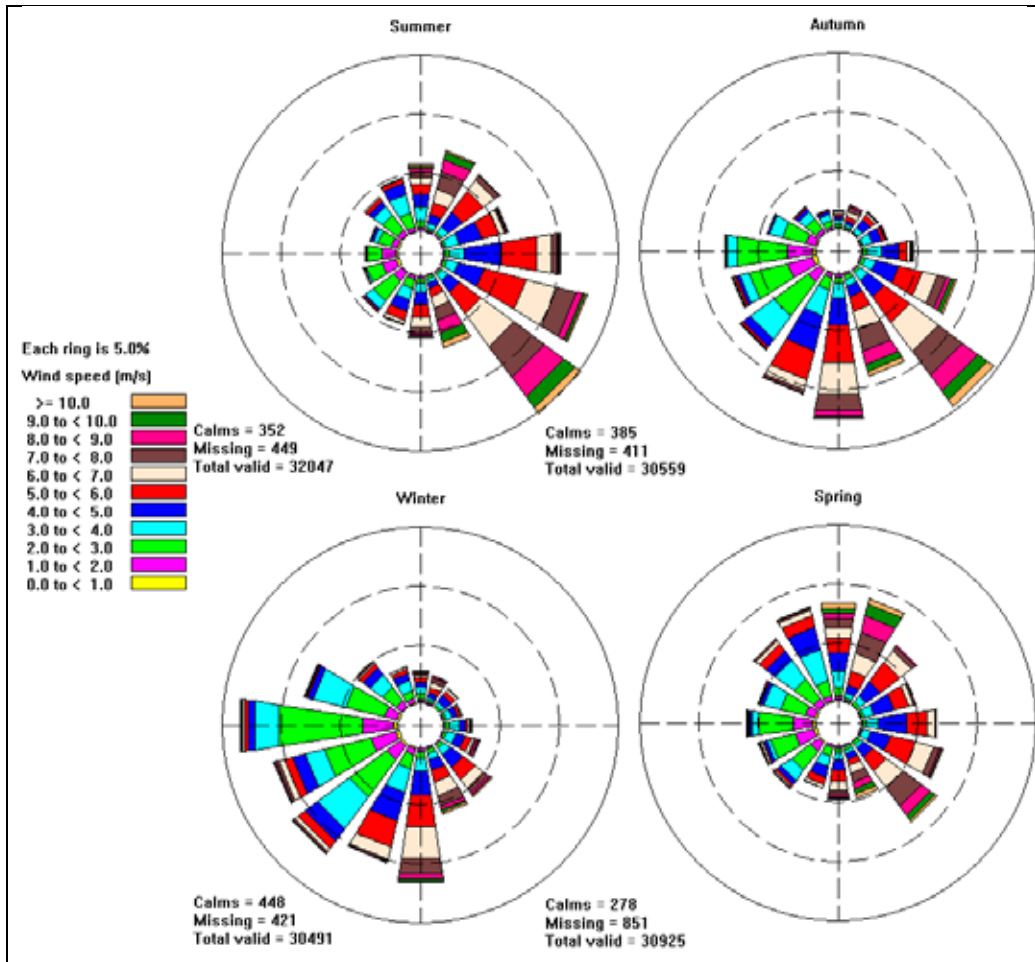 Summer
Autumn
Each ring is 5.0%
Wind speed (m/s)
>= 10.0
9.0 to < 10.0
8.0 to < 9.0
7.0 to < 8.0
6.0 to < 7.0
5.0 to < 6.0
4.0 to < 5.0
3.0 to < 4.0
2.0 to < 3.0
1.0 to < 2.0
0.0 to < 1.0
Calms = 352
Missing = 449
Total valid = 32047
Calms = 385
Missing = 411
Total valid = 30559
Winter
Spring
Calms = 448
Missing = 421
Total valid = 30491
Calms = 278
Missing = 851
Total valid = 30925